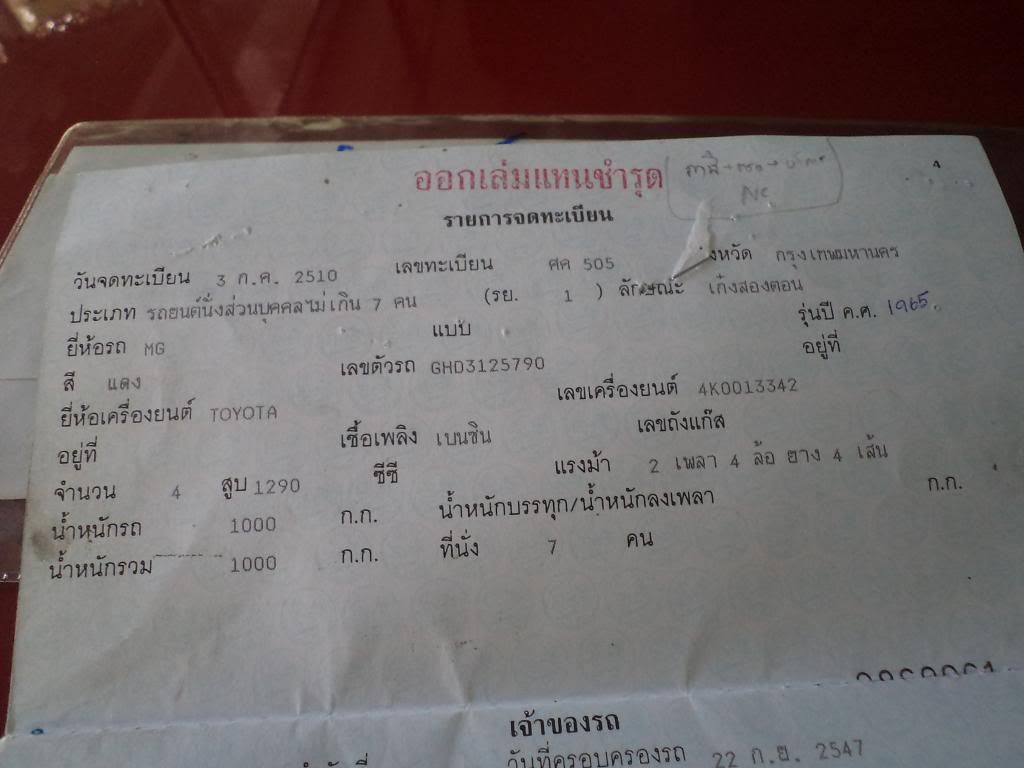 ออกเล่มแทนชำรุด
Nc
4
รายการจดทะเบียน
วันจดทะเบียน 3 ก.ค. 2510 เลขทะเบียน ศค 505 งหวัด กรุงเทพมหานคร
ประเภท รถยนต์นั่งส่วนบุคคลไม่เกิน 7 คน (รย. 1 ) ลักษณะ เก๋งสองตอน
ยี่ห้อรถ MG แบบ รุ่นปี ค.ศ. 1965
สี แดง เลขตัวรถ GHD3125790 อยู่ที่
ยี่ห้อเครื่องยนต์ TOYOTA เลขเครื่องยนต์ 4K0013342
อยู่ที่ เชื้อเพลิง เบนซิน เลขถังแก๊ส
จำนวน 4 สูบ 1290 ซีซี แรงม้า 2 เพลา 4 ล้อ ยาง 4 เส้น
น้ำหนักรถ 1000 ก.ก. น้ำหนักบรรทุก/น้ำหนักลงเพลา ก.ก.
น้ำหนักรวม 1000 ก.ก. ที่นั่ง 7 คน
เจ้าของรถ
วันที่ครอบครองรถ 22 ก.ย. 2547